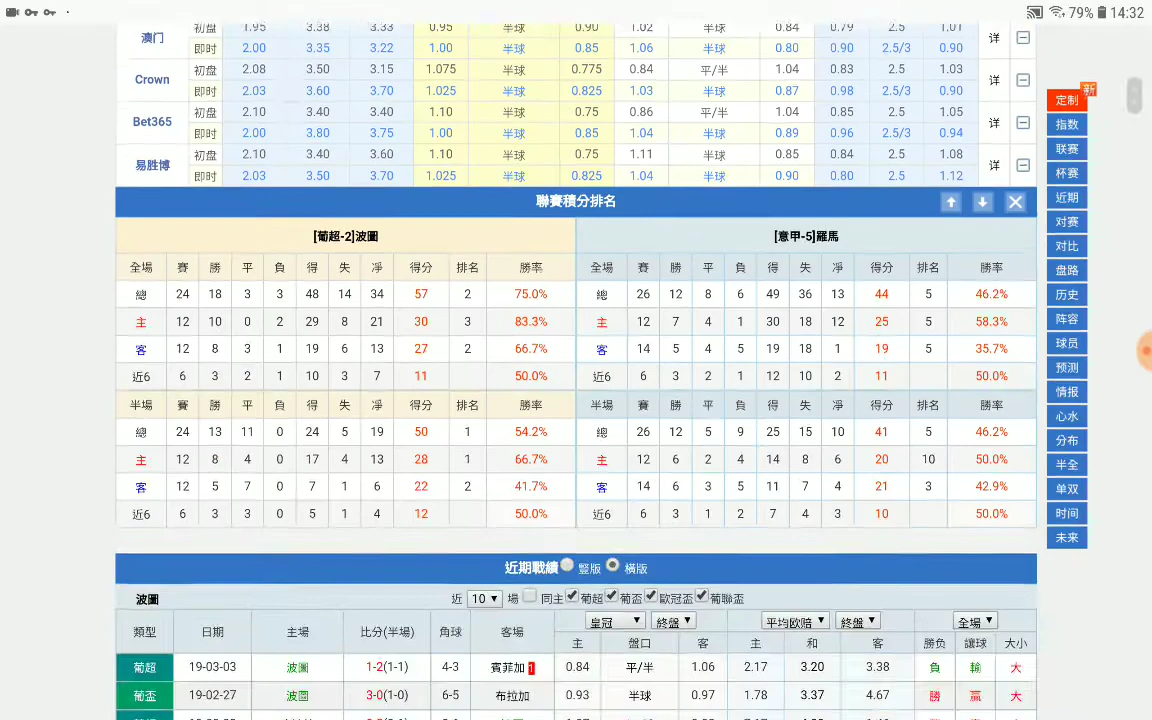 79% 14:32
初盘 1.95 3.38 3.33 0.95 半球 0.90 1.02 半球 0.84 0.79 2.5 1.01
澳门 详
即时 2.00 3.35 3.22 1.00 半球 0.85 1.06 半球 0.80 0.90 2.5/3 0.90
初盘 2.08 3.50 3.15 1.075 半球 0.775 0.84 平/半 1.04 0.83 2.5 1.03
Crown 详
即时 2.03 3.60 3.70 1.025 半球 0.825 1.03 半球 0.87 0.98 2.5/3 0.90
初盘 2.10 3.40 3.40 1.10 半球 0.75 0.86 平/半 1.04 0.85 2.5 1.05
Bet365 详
即时 2.00 3.80 3.75 1.00 半球 0.85 1.04 半球 0.89 0.96 2.5/3 0.94
初盘 2.10 3.40 3.60 1.10 半球 0.75 1.11 半球 0.85 0.84 2.5 1.08
易胜博 详
即时 2.03 3.50 3.70 1.025 半球 0.825 1.04 半球 0.90 0.80 2.5 1.12
聯賽積分排名
[葡超-2]波圖
全場 賽 勝 平 負 得 失 凈 得分 排名 勝率
總 24 18 3 3 48 14 34 57 2 75.0%
主 12 10 0 2 29 8 21 30 3 83.3%
客 12 8 3 1 19 6 13 27 2 66.7%
近6 6 3 2 1 10 3 7 11 50.0%
半場 賽 勝 平 負 得 失 凈 得分 排名 勝率
總 24 13 11 0 24 5 19 50 1 54.2%
主 12 8 4 0 17 4 13 28 1 66.7%
客 12 5 7 0 7 1 6 22 2 41.7%
近6 6 3 3 0 5 1 4 12 50.0%
[意甲-5]羅馬
全場 賽 勝 平 負 得 失 凈 得分 排名 勝率
總 26 12 8 6 49 36 13 44 5 46.2%
主 12 7 4 1 30 18 12 25 5 58.3%
客 14 5 4 5 19 18 1 19 5 35.7%
近6 6 3 2 1 12 10 2 11 50.0%
半場 賽 勝 平 負 得 失 凈 得分 排名 勝率
總 26 12 5 9 25 15 10 41 5 46.2%
主 12 6 2 4 14 8 6 20 10 50.0%
客 14 6 3 5 11 7 4 21 3 42.9%
近6 6 3 1 2 7 4 3 10 50.0%
近期戰績 豎版 橫版
波圖 近 10 場 同主 葡超 葡盃 歐冠盃 葡聯盃
類型 日期 主場 比分(半場) 角球 客場 皇冠 終盤 平均欧赔 終盤 全場
主 盤口 客 主 和 客 勝负 讓球 大小
葡超 19-03-03 波圖 1-2(1-1) 4-3 賓菲加 1 0.84 平/半 1.06 2.17 3.20 3.38 負 輸 大
葡盃 19-02-27 波圖 3-0(1-0) 6-5 布拉加 0.93 半球 0.97 1.78 3.37 4.67 勝 贏 大
新
定制
指数
联赛
杯赛
近期
对赛
对比
盘路
历史
阵容
球员
预测
情报
心水
分布
半全
单双
时间
未来